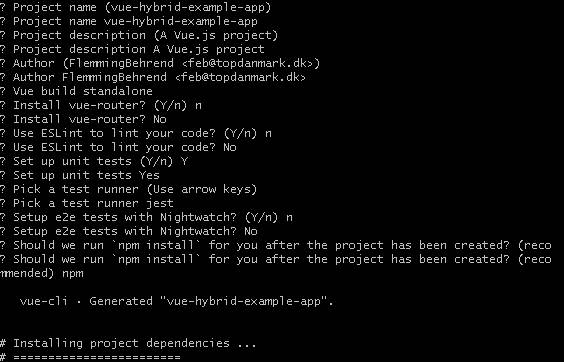 ? Project name (vue-hybrid-example-app)
? Project name vue-hybrid-example-app
? Project description (A Vue.js project)
? Project description A Vue.js project
? Author (FlemmingBehrend <feb@topdanmark.dk>)
? Author FlemmingBehrend <feb@topdanmark.dk>
? Vue build standalone
? Install vue-router? (Y/n) n
? Install vue-router? No
? Use ESLint to lint your code? (Y/n) n
? Use ESLint to lint your code? No
? Set up unit tests (Y/n) Y
? Set up unit tests Yes
? Pick a test runner (Use arrow keys)
? Pick a test runner jest
? Setup e2e tests with Nightwatch? (Y/n) n
? Setup e2e tests with Nightwatch? No
? Should we run `npm install` for you after the project has been created? (reco
? Should we run `npm install` for you after the project has been created? (reco
mmended) npm
vue-cli · Generated "vue-hybrid-example-app".
# Installing project dependencies ...
# ========================